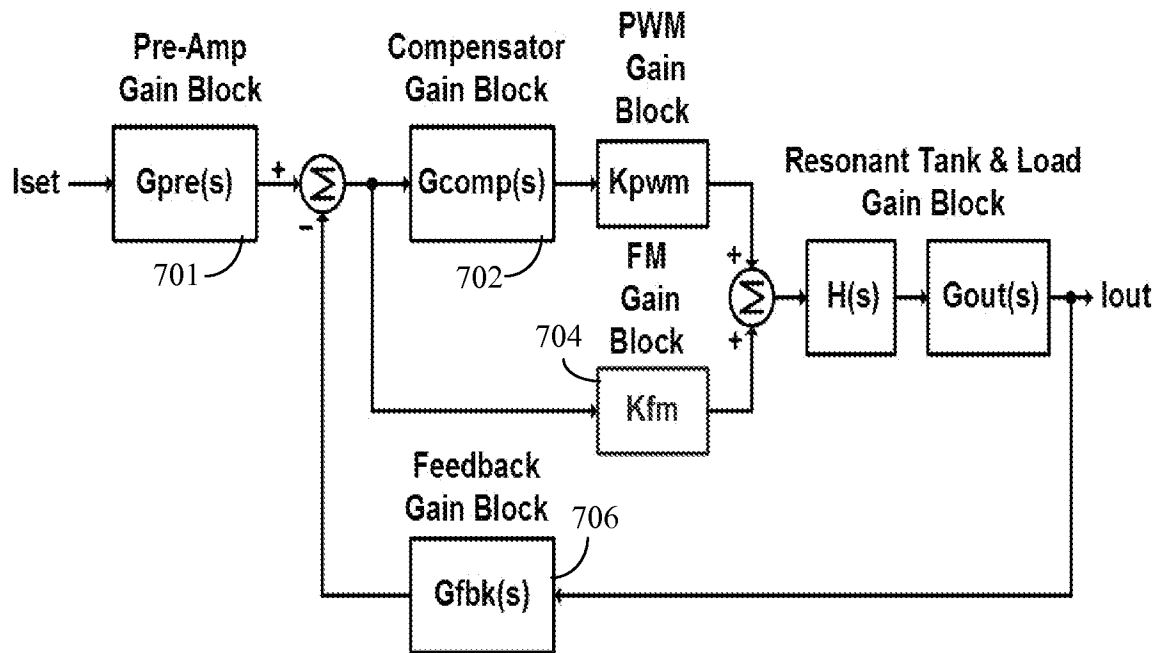 Pre-Amp
Gain Block
Compensator
Gain Block
PWM
Gain
Block
Resonant Tank & Load
Gain Block
Iset
Gpre(s)
+
Σ
-
Gcomp(s)
Kpwm
701
702
FM
Gain
Block
+
Σ
+
H(s)
Gout(s)
Iout
704
Kfm
Feedback
Gain Block
706
Gfbk(s)